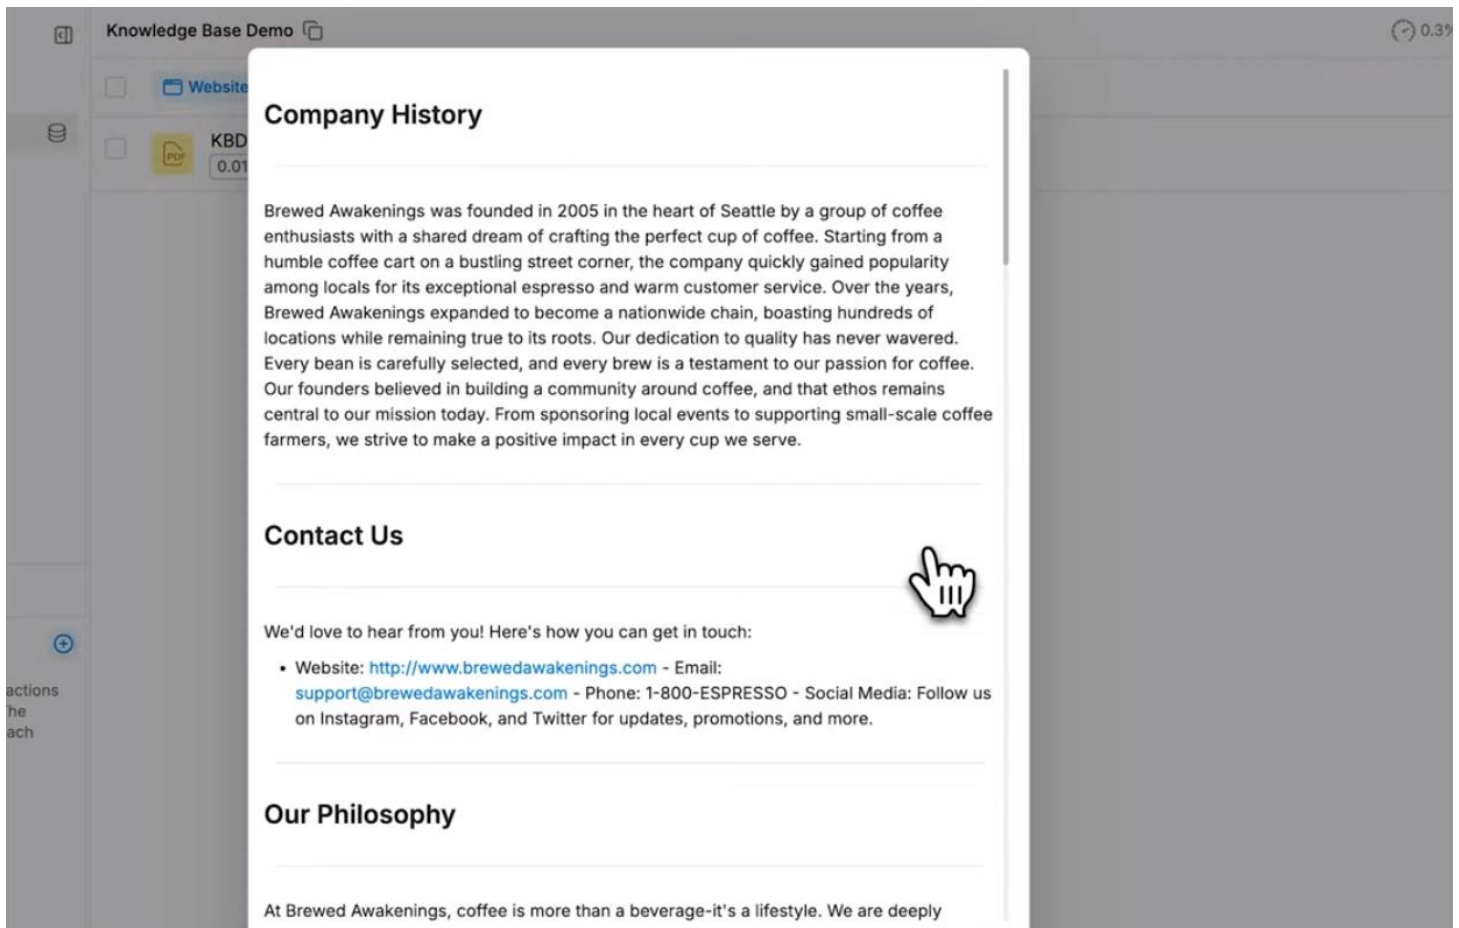 Knowledge Base Demo
0.3%
Website
KBD
PDF
0.01
Company History
Brewed Awakenings was founded in 2005 in the heart of Seattle by a group of coffee
enthusiasts with a shared dream of crafting the perfect cup of coffee. Starting from a
humble coffee cart on a bustling street corner, the company quickly gained popularity
among locals for its exceptional espresso and warm customer service. Over the years,
Brewed Awakenings expanded to become a nationwide chain, boasting hundreds of
locations while remaining true to its roots. Our dedication to quality has never wavered.
Every bean is carefully selected, and every brew is a testament to our passion for coffee.
Our founders believed in building a community around coffee, and that ethos remains
central to our mission today. From sponsoring local events to supporting small-scale coffee
farmers, we strive to make a positive impact in every cup we serve.
Contact Us
We'd love to hear from you! Here's how you can get in touch:
• Website: http://www.brewedawakenings.com - Email:
support@brewedawakenings.com - Phone: 1-800-ESPRESSO - Social Media: Follow us
on Instagram, Facebook, and Twitter for updates, promotions, and more.
Our Philosophy
At Brewed Awakenings, coffee is more than a beverage-it's a lifestyle. We are deeply
actions
ach